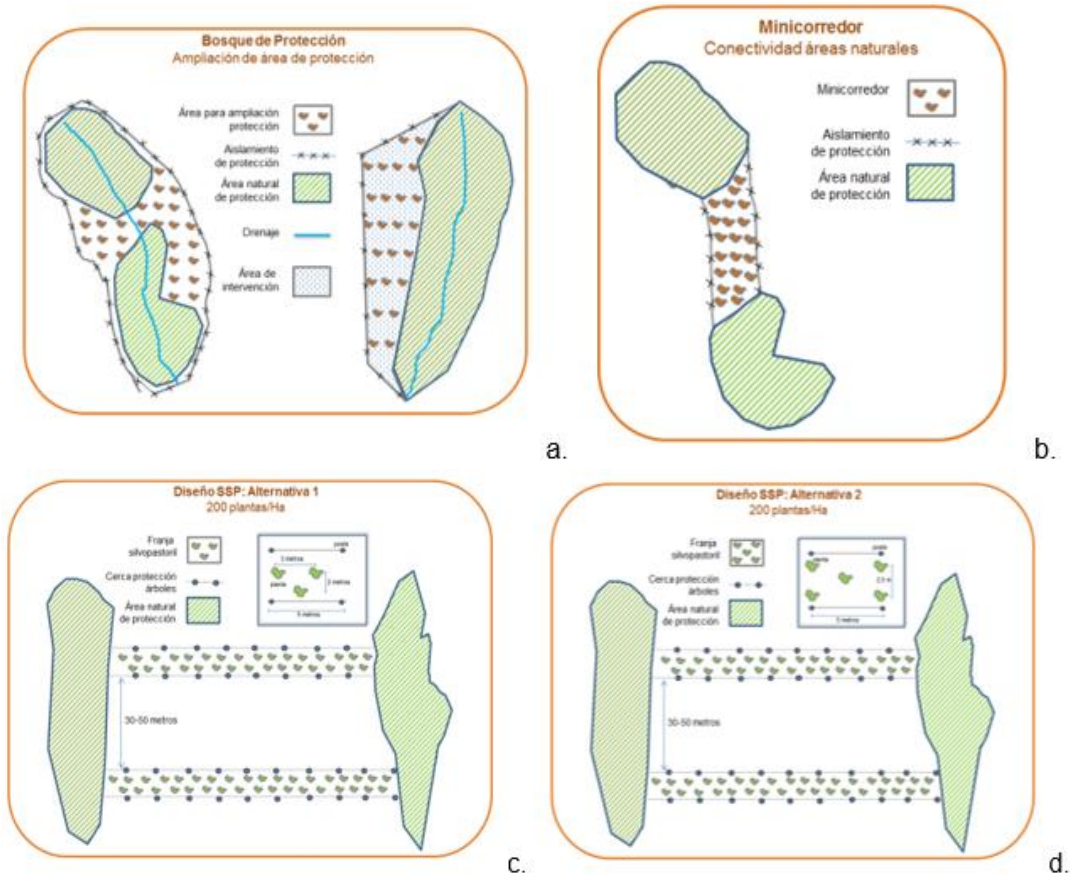 Bosque de Protección
Ampliación de área de protección
Área para ampliación
protección
Aislamiento
de protección
Área natural
de protección
Drenaje
Área de
intervención
a.
Minicorredor
Conectividad áreas naturales
Minicorredor
Aislamiento
de protección
Área natural
de protección
b.
Diseño SSP: Alternativa 1
200 plantas/Ha
Franja
silvopastoril
Cerca protección
árboles
Área natural
de protección
poste
3 metros
planta
5 metros
30-50 metros
c.
Diseño SSP: Alternativa 2
200 plantas/Ha
Franja
silvopastoril
Cerca protección
árboles
Área natural
de protección
poste
planta
5 metros
30-50 metros
d.